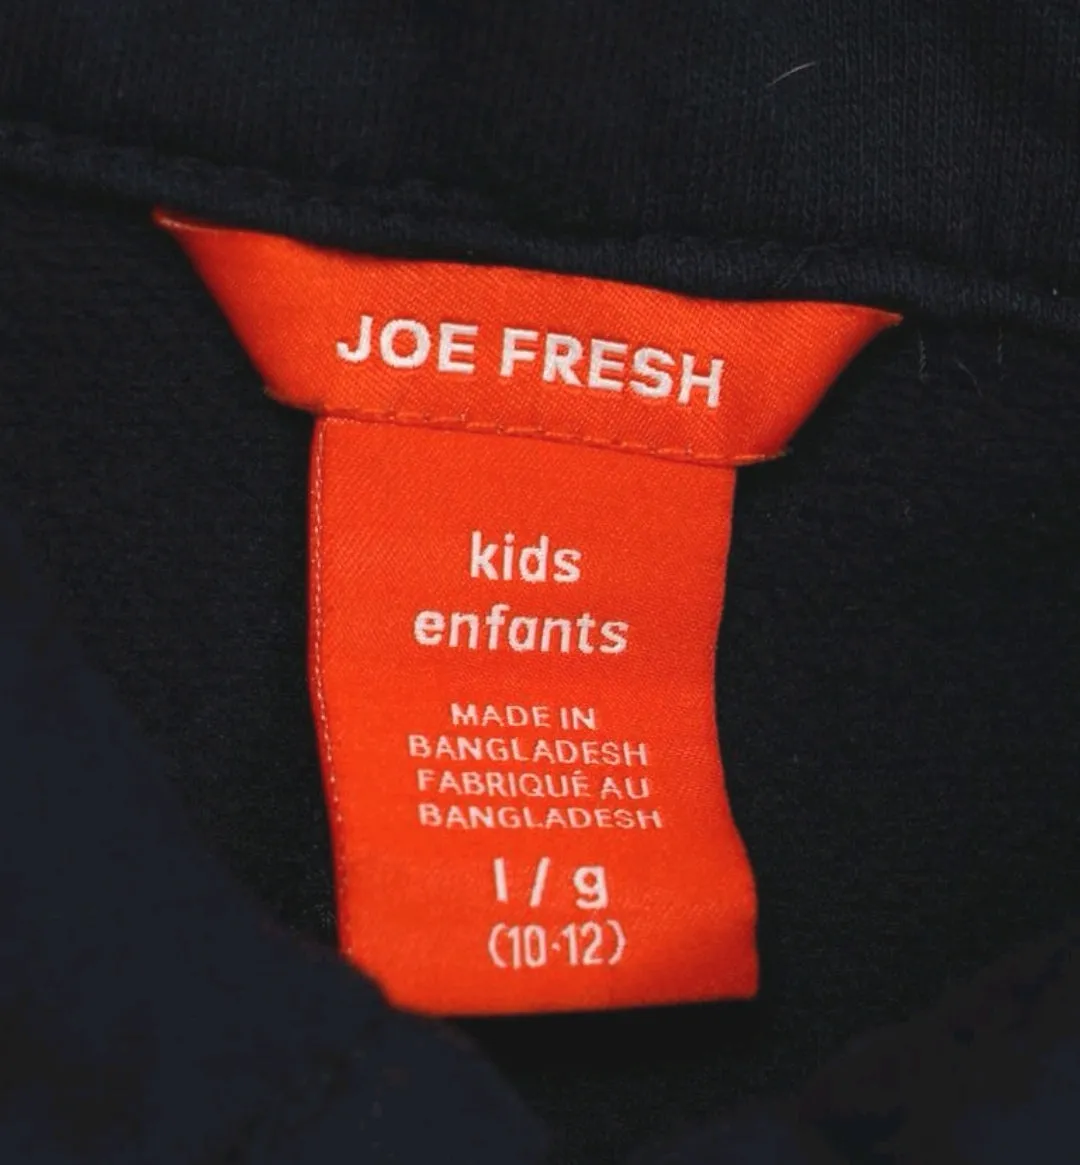 JOE FRESH
kids
enfants
MADE IN
BANGLADESH
FABRIQUÉ AU
BANGLADESH
l / g
(10-12)